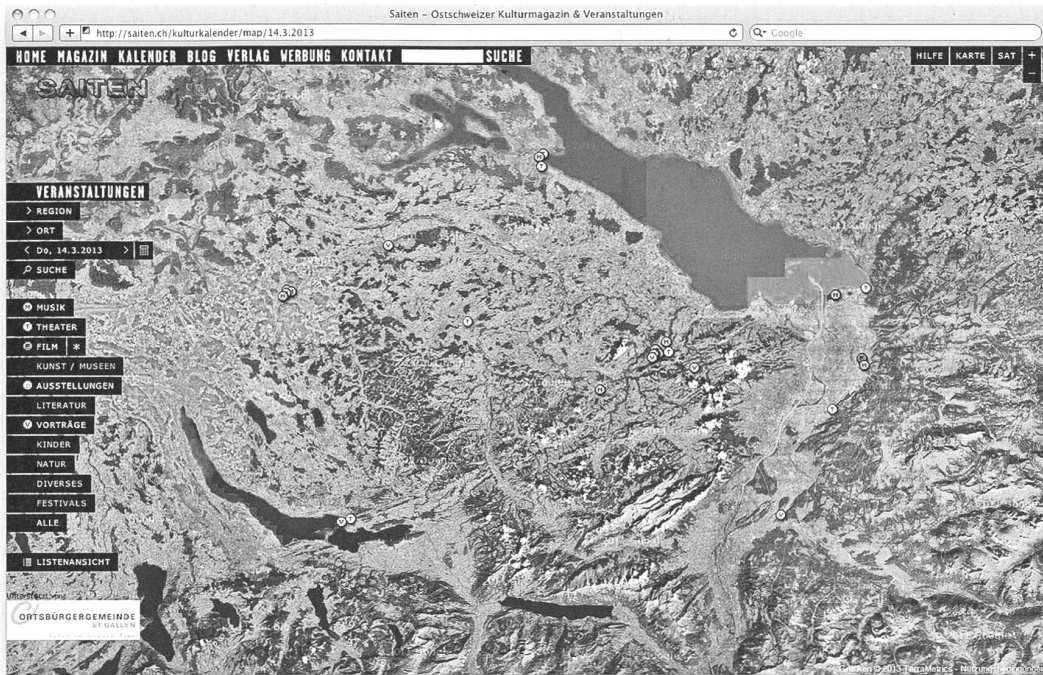 Saiten – Ostschweizer Kulturmagazin & Veranstaltungen
http://saiten.ch/kulturkalender/map/14.3.2013
Google
HOME MAGAZIN KALENDER BLOG VERLAG WERBUNG KONTAKT SUCHE
HILFE KARTE SAT +
−
SAITEN
VERANSTALTUNGEN
> REGION
> ORT
< Do, 14.3.2013 >
SUCHE
M MUSIK
T THEATER
FILM *
KUNST / MUSEEN
AUSSTELLUNGEN
LITERATUR
V VORTRÄGE
KINDER
NATUR
DIVERSES
FESTIVALS
ALLE
LISTENANSICHT
ORTSBÜRGERGEMEINDE
ST.GALLEN
Grafiken © 2013 TerraMetrics - Nutzungsbedingungen